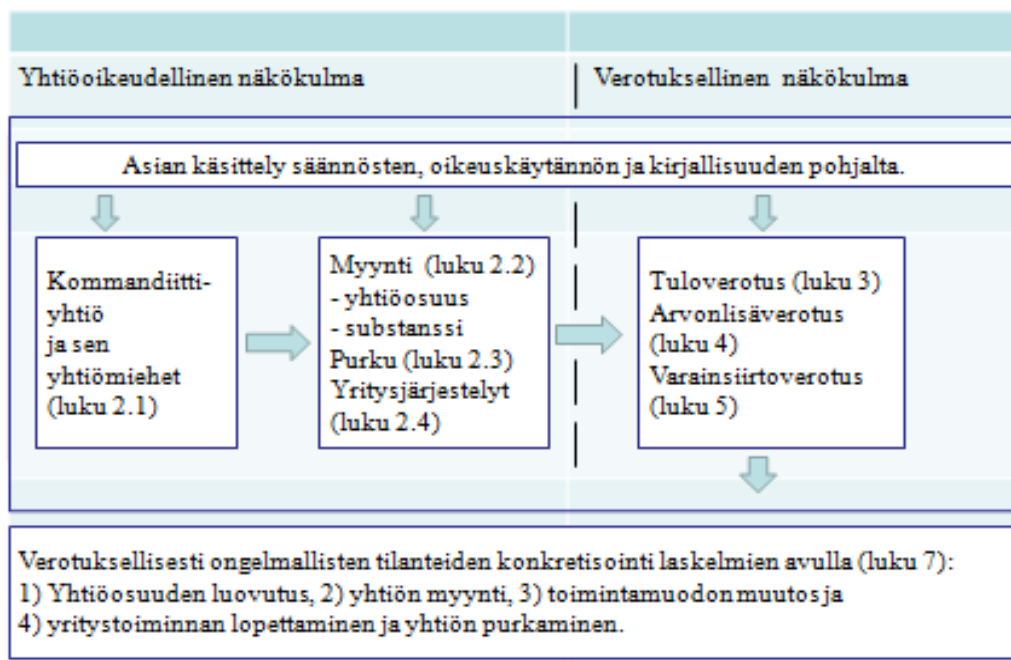 Yhtiöoikeudellinen näkökulma
Verotuksellinen näkökulma
Asian käsittely säännösten, oikeuskäytännön ja kirjallisuuden pohjalta.
Kommandiitti-
yhtiö
ja sen
yhtiömiehet
(luku 2.1)
Myynti (luku 2.2)
- yhtiöosuus
- substanssi
Purku (luku 2.3)
Yritysjärjestelyt
(luku 2.4)
Tuloverotus (luku 3)
Arvonlisäverotus
(luku 4)
Varainsiirtoverotus
(luku 5)
Verotuksellisesti ongelmallisten tilanteiden konkretisointi laskelmien avulla (luku 7):
1) Yhtiöosuuden luovutus, 2) yhtiön myynti, 3) toimintamuodon muutos ja
4) yritystoiminnan lopettaminen ja yhtiön purkaminen.